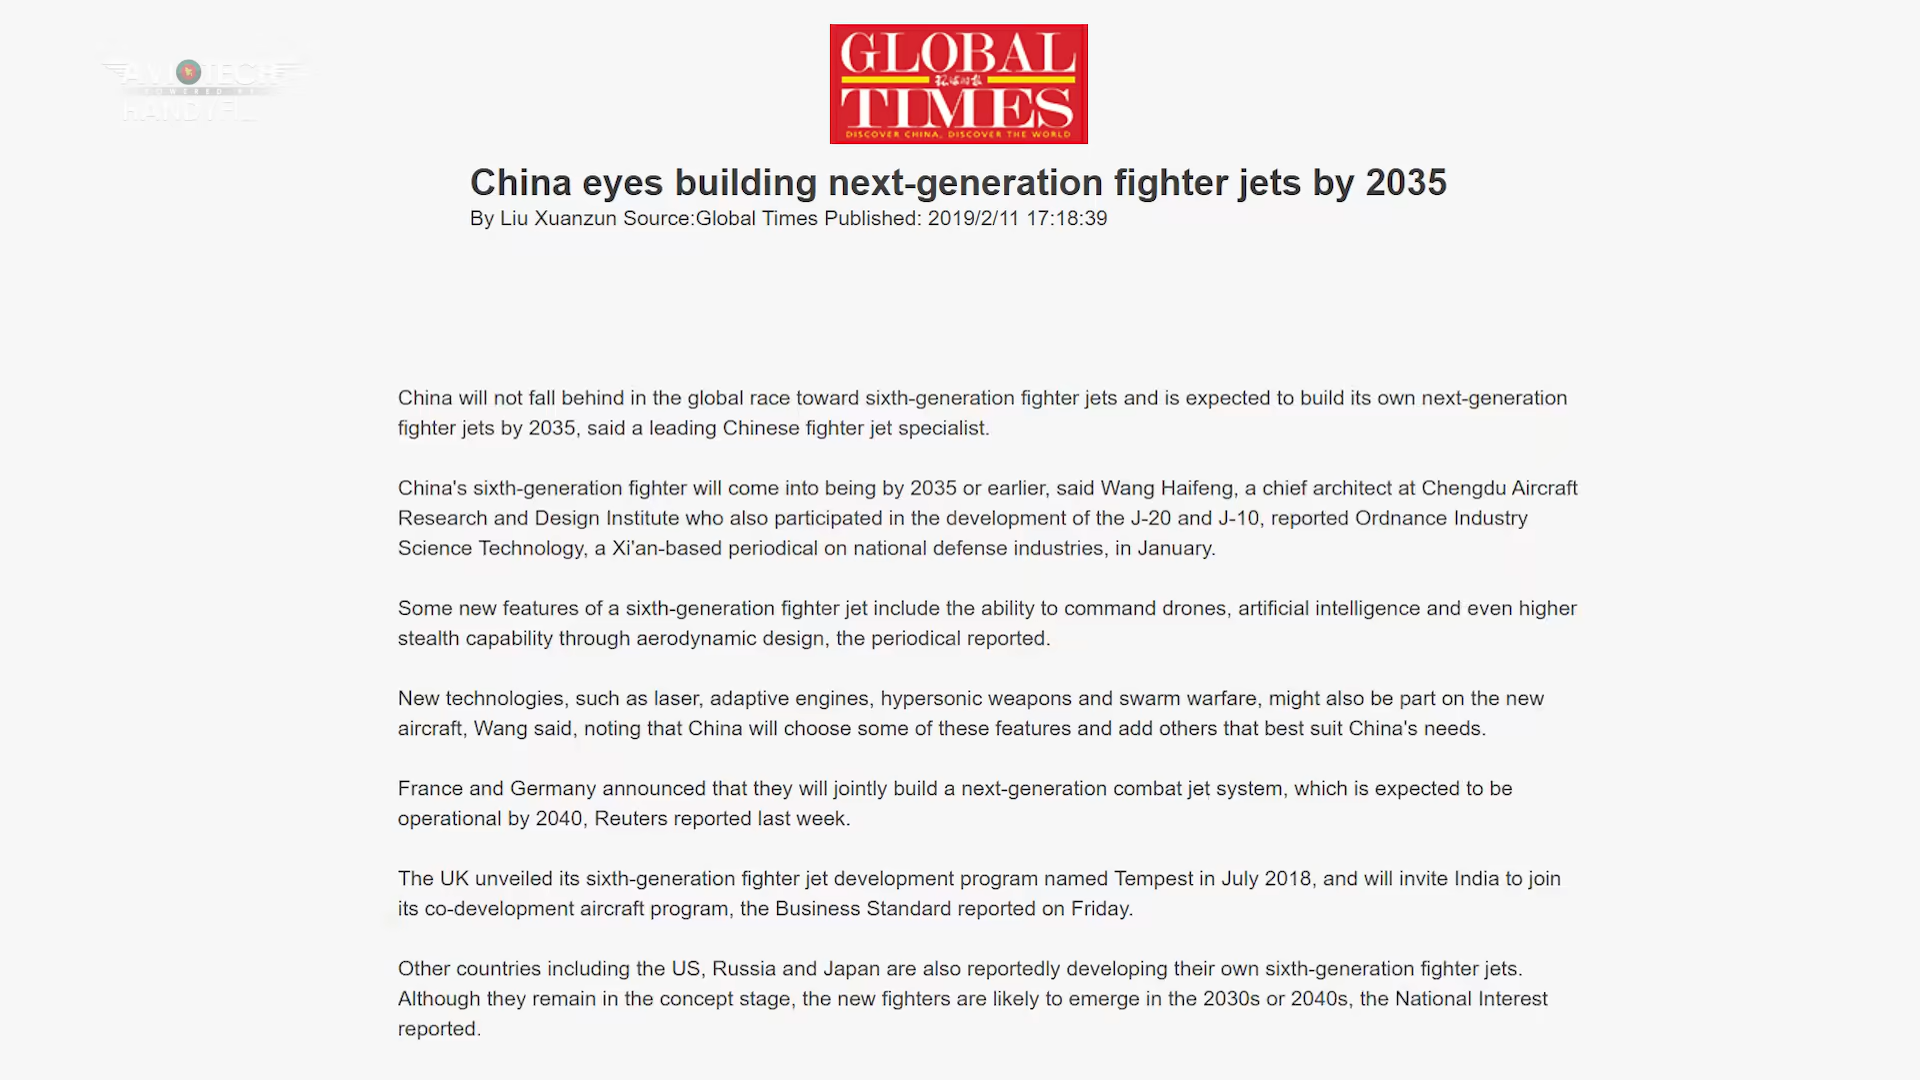 AVIOTECH
POWERED BY
GLOBAL
环球时报
TIMES
DISCOVER CHINA, DISCOVER THE WORLD
China eyes building next-generation fighter jets by 2035
By Liu Xuanzun Source:Global Times Published: 2019/2/11 17:18:39
China will not fall behind in the global race toward sixth-generation fighter jets and is expected to build its own next-generation
fighter jets by 2035, said a leading Chinese fighter jet specialist.
China's sixth-generation fighter will come into being by 2035 or earlier, said Wang Haifeng, a chief architect at Chengdu Aircraft
Research and Design Institute who also participated in the development of the J-20 and J-10, reported Ordnance Industry
Science Technology, a Xi'an-based periodical on national defense industries, in January.
Some new features of a sixth-generation fighter jet include the ability to command drones, artificial intelligence and even higher
stealth capability through aerodynamic design, the periodical reported.
New technologies, such as laser, adaptive engines, hypersonic weapons and swarm warfare, might also be part on the new
aircraft, Wang said, noting that China will choose some of these features and add others that best suit China's needs.
France and Germany announced that they will jointly build a next-generation combat jet system, which is expected to be
operational by 2040, Reuters reported last week.
The UK unveiled its sixth-generation fighter jet development program named Tempest in July 2018, and will invite India to join
its co-development aircraft program, the Business Standard reported on Friday.
Other countries including the US, Russia and Japan are also reportedly developing their own sixth-generation fighter jets.
Although they remain in the concept stage, the new fighters are likely to emerge in the 2030s or 2040s, the National Interest
reported.